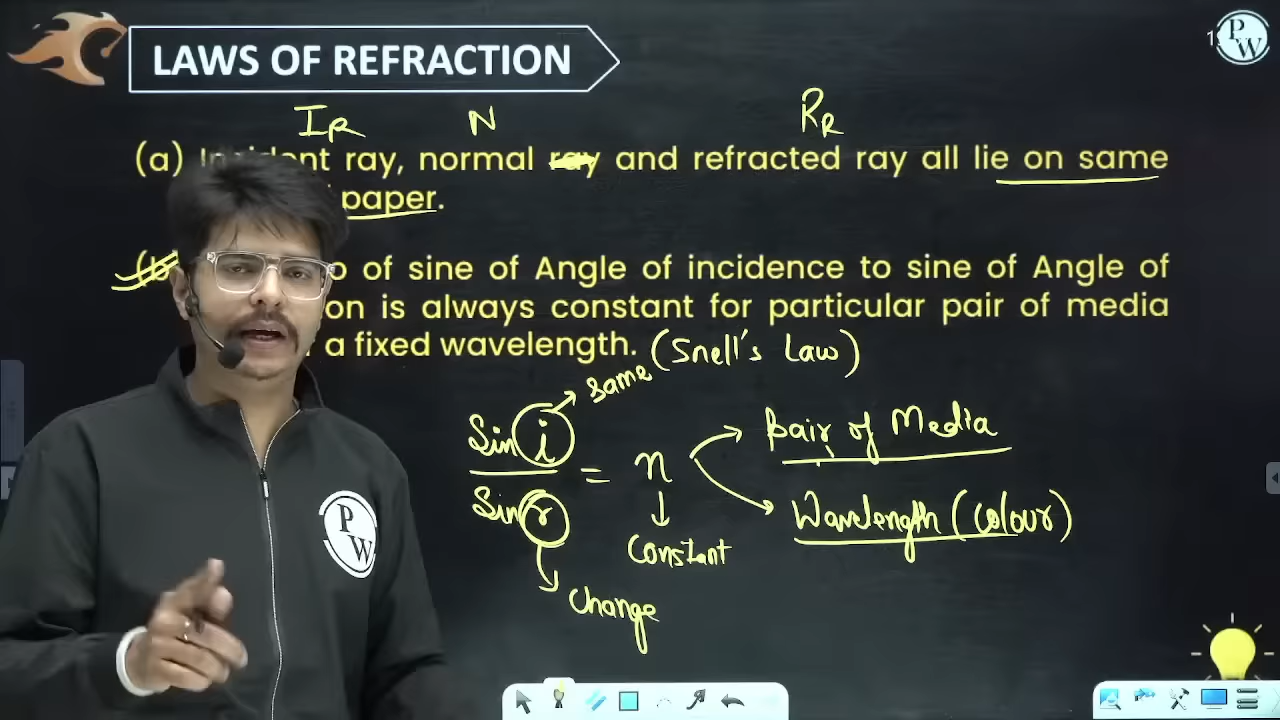 LAWS OF REFRACTION
PW
IR N RR
(a) Incident ray, normal ray and refracted ray all lie on same
paper.
(b) of sine of Angle of incidence to sine of Angle of
is always constant for particular pair of media
a fixed wavelength. (Snell's Law)
same
Sin i / Sin r = n
Pair of Media
Wavelength (Colour)
Constant
Change
PW